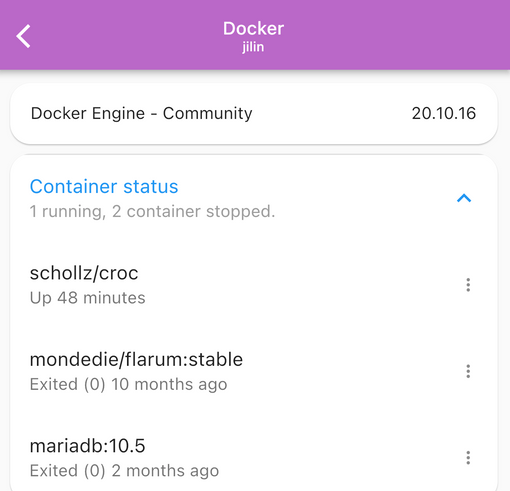 Docker
jilin
Docker Engine - Community 20.10.16
Container status
1 running, 2 container stopped.
schollz/croc
Up 48 minutes
mondedie/flarum:stable
Exited (0) 10 months ago
mariadb:10.5
Exited (0) 2 months ago